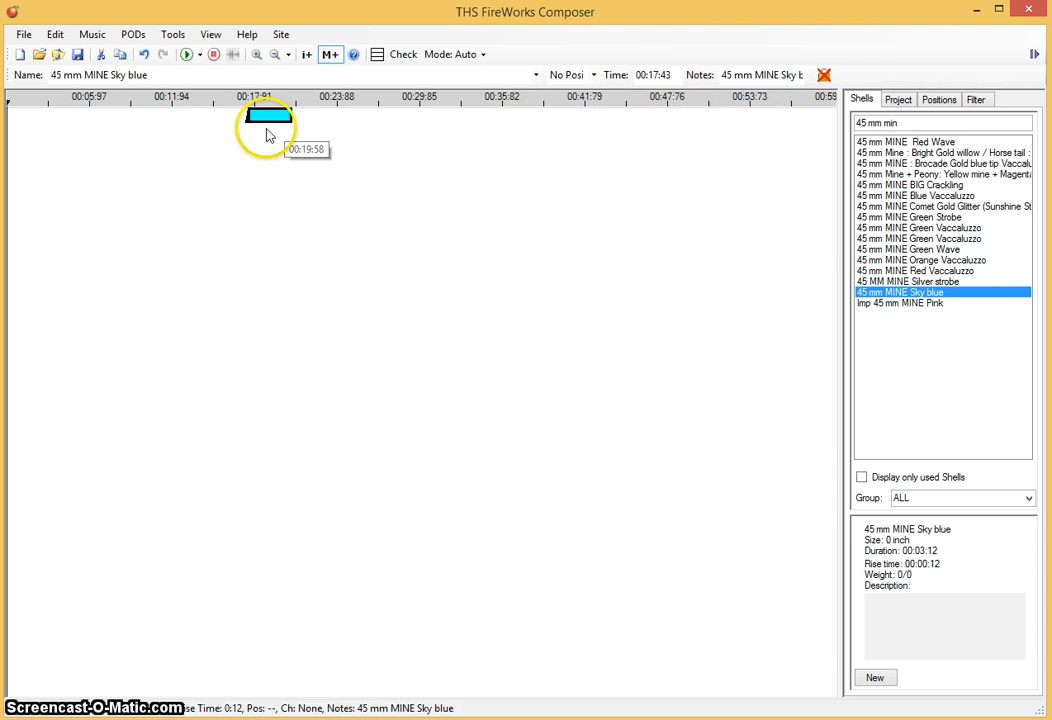 THS FireWorks Composer
File Edit Music PODs Tools View Help Site
i+ M+ Check Mode: Auto
Name: 45 mm MINE Sky blue No Posi Time: 00:17:43 Notes: 45 mm MINE Sky b
00:05:97 00:11:94 00:17:91 00:23:88 00:29:85 00:35:82 00:41:79 00:47:76 00:53:73 00:59
00:19:58
Shells Project Positions Filter
45 mm min
45 mm MINE Red Wave
45 mm Mine : Bright Gold willow / Horse tail :
45 mm MINE : Brocade Gold blue tip Vaccalu
45 mm Mine + Peony: Yellow mine + Magenta
45 mm MINE BIG Crackling
45 mm MINE Blue Vaccaluzzo
45 mm MINE Comet Gold Glitter (Sunshine St
45 mm MINE Green Strobe
45 mm MINE Green Vaccaluzzo
45 mm MINE Green Vaccaluzzo
45 mm MINE Green Wave
45 mm MINE Orange Vaccaluzzo
45 mm MINE Red Vaccaluzzo
45 MM MINE Silver strobe
45 mm MINE Sky blue
Imp 45 mm MINE Pink
Display only used Shells
Group: ALL
45 mm MINE Sky blue
Size: 0 inch
Duration: 00:03:12
Rise time: 00:00:12
Weight: 0/0
Description:
New
Screencast-O-Matic.com ise Time: 0:12, Pos: --, Ch: None, Notes: 45 mm MINE Sky blue